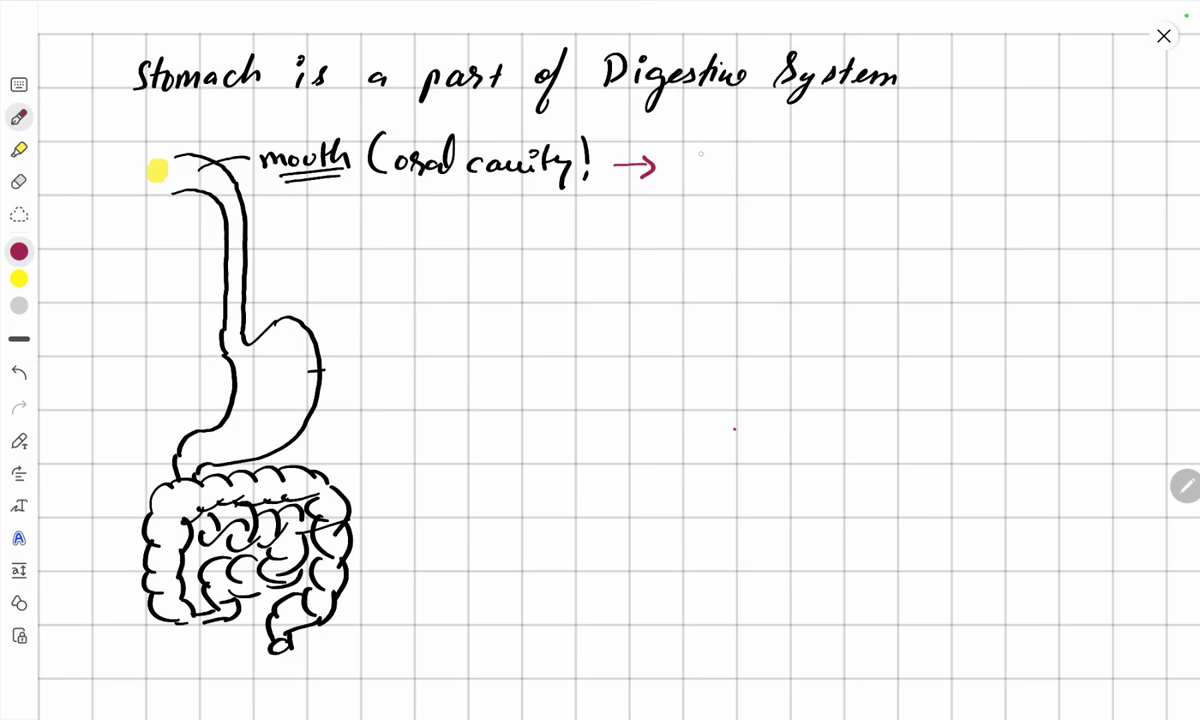 Stomach is a part of Digestive System
mouth (oral cavity! →